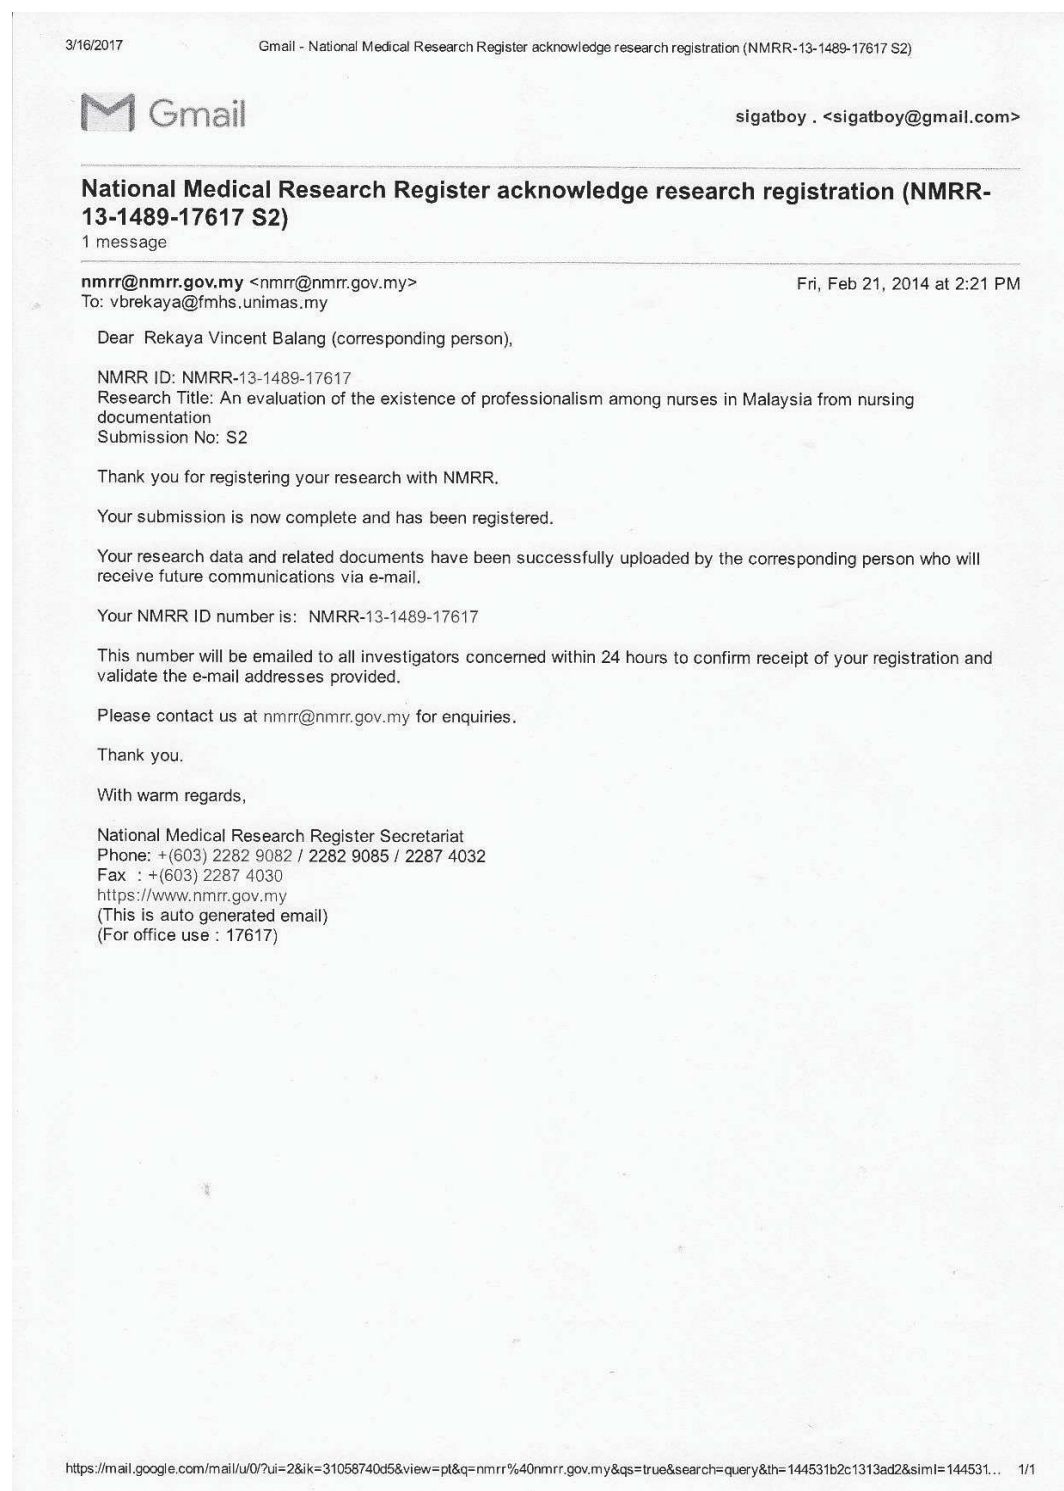 3/16/2017 Gmail - National Medical Research Register acknowledge research registration (NMRR-13-1489-17617 S2)
Gmail
sigatboy . <sigatboy@gmail.com>
National Medical Research Register acknowledge research registration (NMRR-
13-1489-17617 S2)
1 message
nmrr@nmrr.gov.my <nmrr@nmrr.gov.my> Fri, Feb 21, 2014 at 2:21 PM
To: vbrekaya@fmhs.unimas.my
Dear Rekaya Vincent Balang (corresponding person),
NMRR ID: NMRR-13-1489-17617
Research Title: An evaluation of the existence of professionalism among nurses in Malaysia from nursing
documentation
Submission No: S2
Thank you for registering your research with NMRR.
Your submission is now complete and has been registered.
Your research data and related documents have been successfully uploaded by the corresponding person who will
receive future communications via e-mail.
Your NMRR ID number is: NMRR-13-1489-17617
This number will be emailed to all investigators concerned within 24 hours to confirm receipt of your registration and
validate the e-mail addresses provided.
Please contact us at nmrr@nmrr.gov.my for enquiries.
Thank you.
With warm regards,
National Medical Research Register Secretariat
Phone: +(603) 2282 9082 / 2282 9085 / 2287 4032
Fax : +(603) 2287 4030
https://www.nmrr.gov.my
(This is auto generated email)
(For office use : 17617)
https://mail.google.com/mail/u/0/?ui=2&ik=31058740d5&view=pt&q=nmrr%40nmrr.gov.my&qs=true&search=query&th=144531b2c1313ad2&siml=144531... 1/1